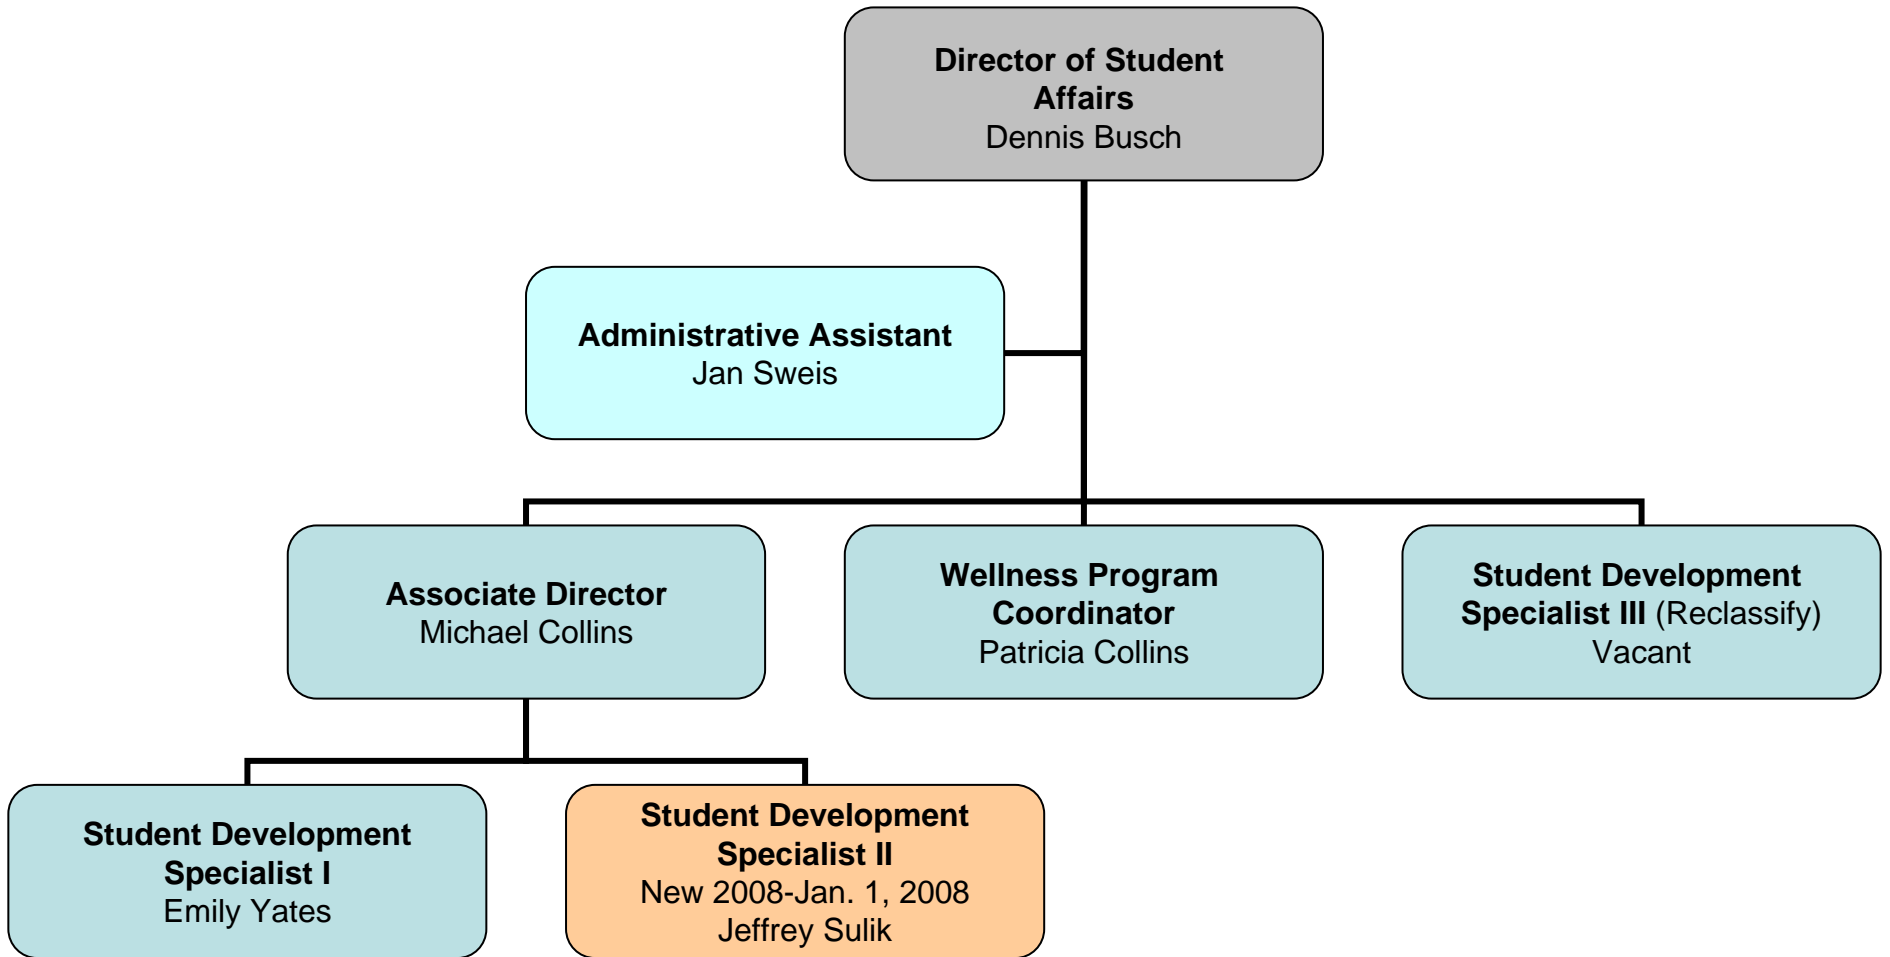 Director of Student
Affairs
Dennis Busch
Administrative Assistant
Jan Sweis
Associate Director
Michael Collins
Wellness Program
Coordinator
Patricia Collins
Student Development
Specialist III (Reclassify)
Vacant
Student Development
Specialist I
Emily Yates
Student Development
Specialist II
New 2008-Jan. 1, 2008
Jeffrey Sulik